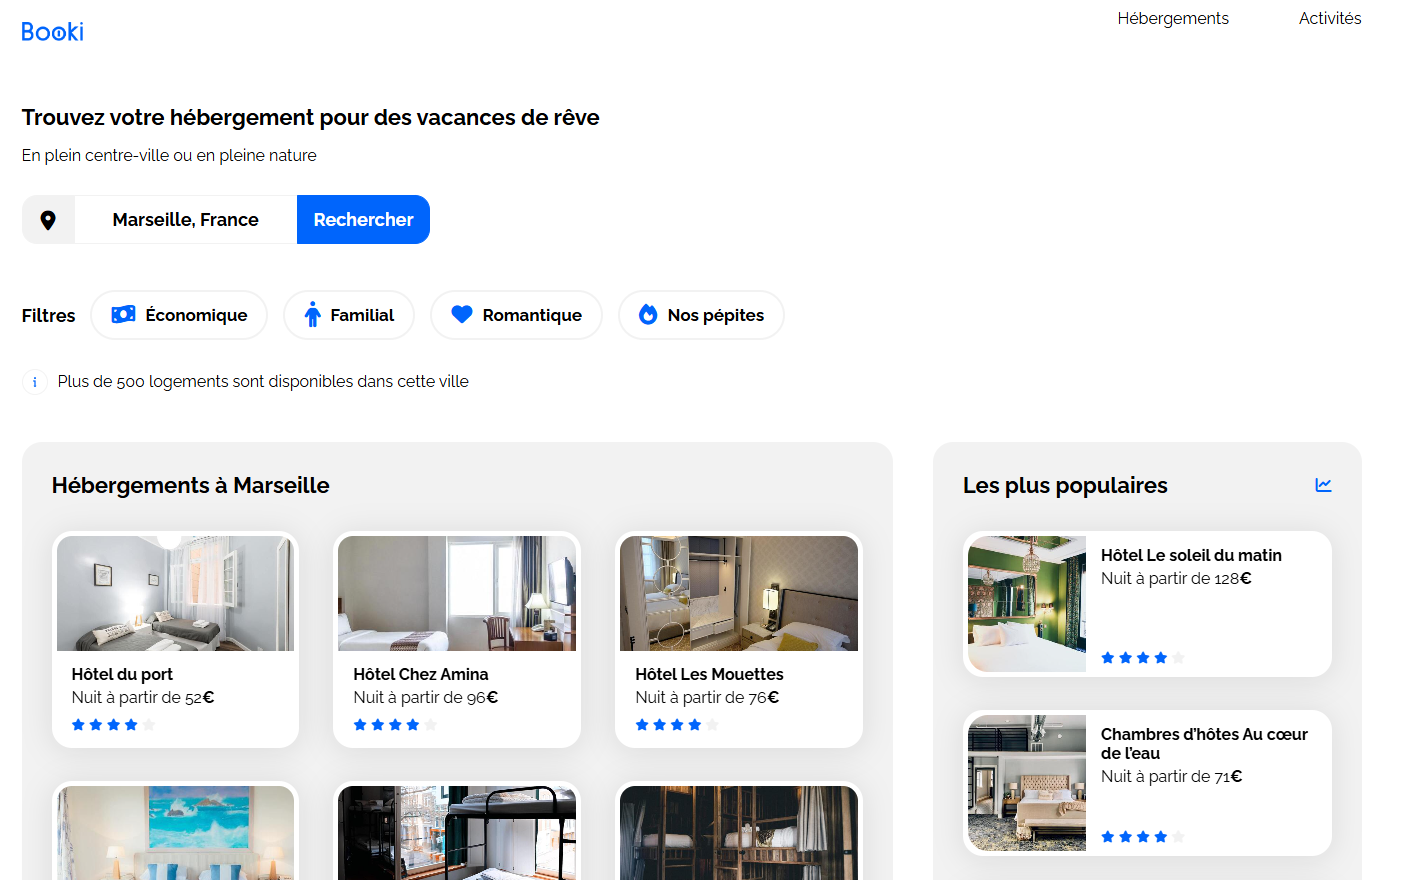 Booki
Hébergements
Activités
Trouvez votre hébergement pour des vacances de rêve
En plein centre-ville ou en pleine nature
Marseille, France
Rechercher
Filtres
Économique
Familial
Romantique
Nos pépites
Plus de 500 logements sont disponibles dans cette ville
Hébergements à Marseille
Hôtel du port
Nuit à partir de 52€
Hôtel Chez Amina
Nuit à partir de 96€
Hôtel Les Mouettes
Nuit à partir de 76€
Les plus populaires
Hôtel Le soleil du matin
Nuit à partir de 128€
Chambres d'hôtes Au cœur
de l'eau
Nuit à partir de 71€